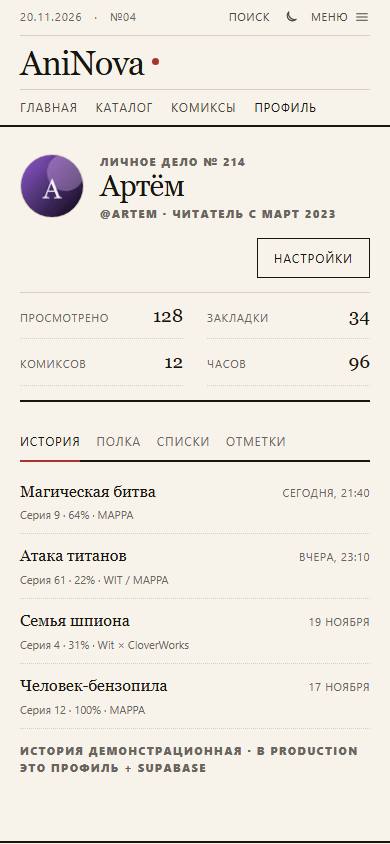 20.11.2026 · №04 ПОИСК МЕНЮ
AniNova
ГЛАВНАЯ КАТАЛОГ КОМИКСЫ ПРОФИЛЬ
ЛИЧНОЕ ДЕЛО № 214
А Артём
@ARTEM · ЧИТАТЕЛЬ С МАРТ 2023
НАСТРОЙКИ
ПРОСМОТРЕНО 128 ЗАКЛАДКИ 34
КОМИКСОВ 12 ЧАСОВ 96
ИСТОРИЯ ПОЛКА СПИСКИ ОТМЕТКИ
Магическая битва СЕГОДНЯ, 21:40
Серия 9 · 64% · MAPPA
Атака титанов ВЧЕРА, 23:10
Серия 61 · 22% · WIT / MAPPA
Семья шпиона 19 НОЯБРЯ
Серия 4 · 31% · Wit × CloverWorks
Человек-бензопила 17 НОЯБРЯ
Серия 12 · 100% · MAPPA
ИСТОРИЯ ДЕМОНСТРАЦИОННАЯ · В PRODUCTION
ЭТО ПРОФИЛЬ + SUPABASE